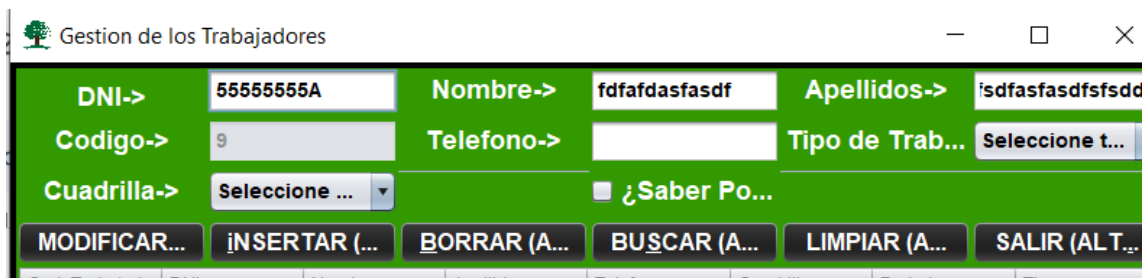 Gestion de los Trabajadores
DNI-> 55555555A Nombre-> fdfafdasfasdf Apellidos-> fsdfasfasdfsfsdd
Codigo-> 9 Telefono-> Tipo de Trab... Seleccione t...
Cuadrilla-> Seleccione ... ¿Saber Po...
MODIFICAR... iNSERTAR (... BORRAR (A... BUSCAR (A... LIMPIAR (A... SALIR (ALT...